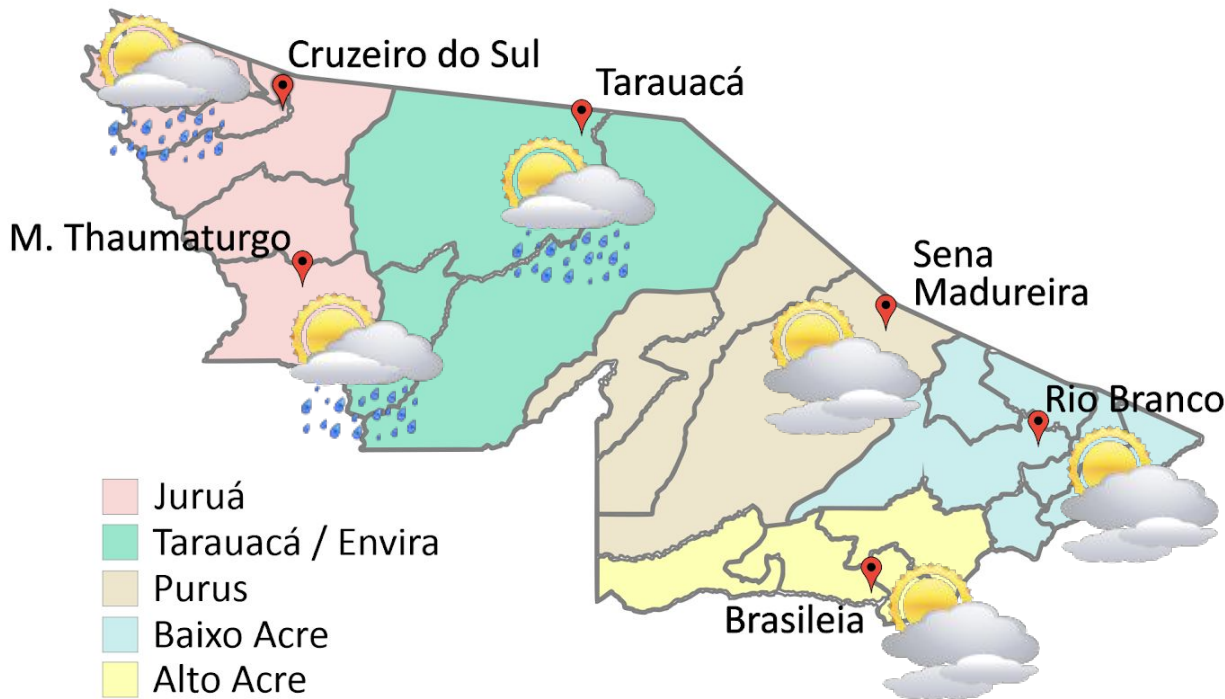 Cruzeiro do Sul
Tarauacá
M. Thaumaturgo
Sena
Madureira
Rio Branco
Brasileia
Juruá
Tarauacá / Envira
Purus
Baixo Acre
Alto Acre